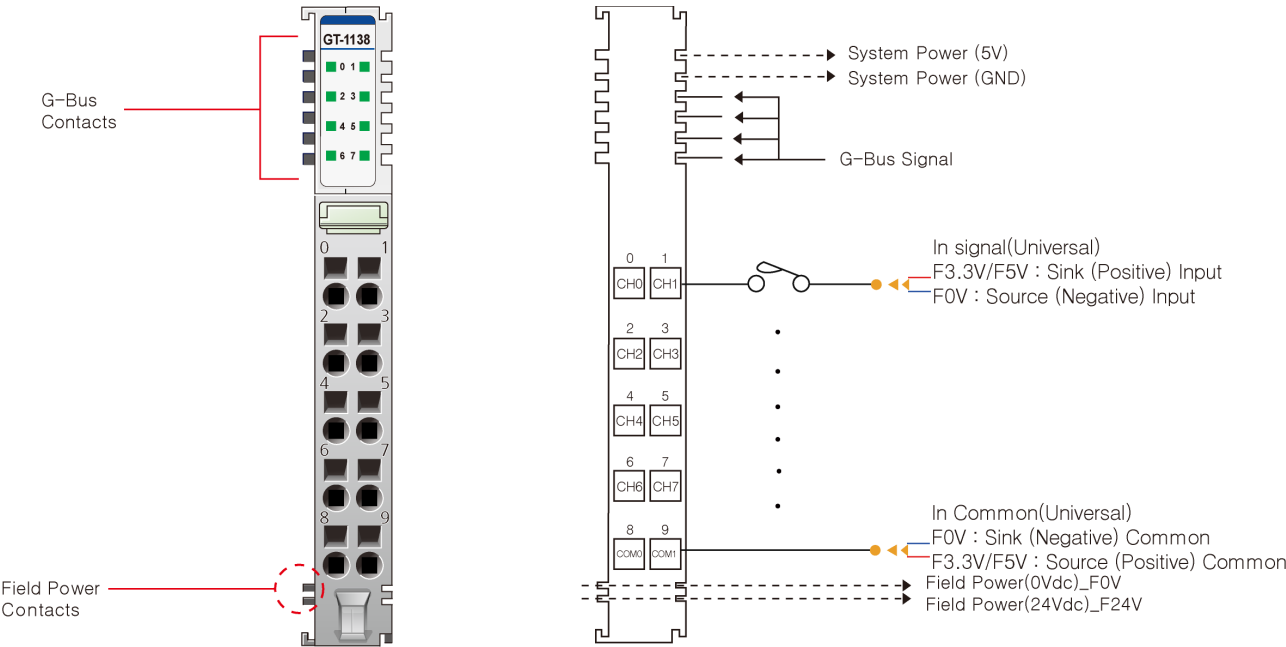 GT-1138
0 1
2 3
4 5
6 7
G-Bus
Contacts
0 1
2 3
4 5
6 7
8 9
Field Power
Contacts
System Power (5V)
System Power (GND)
G-Bus Signal
0 1
CH0 CH1
2 3
CH2 CH3
4 5
CH4 CH5
6 7
CH6 CH7
8 9
COM0 COM1
In signal(Universal)
F3.3V/F5V : Sink (Positive) Input
F0V : Source (Negative) Input
In Common(Universal)
F0V : Sink (Negative) Common
F3.3V/F5V : Source (Positive) Common
Field Power(0Vdc)_F0V
Field Power(24Vdc)_F24V